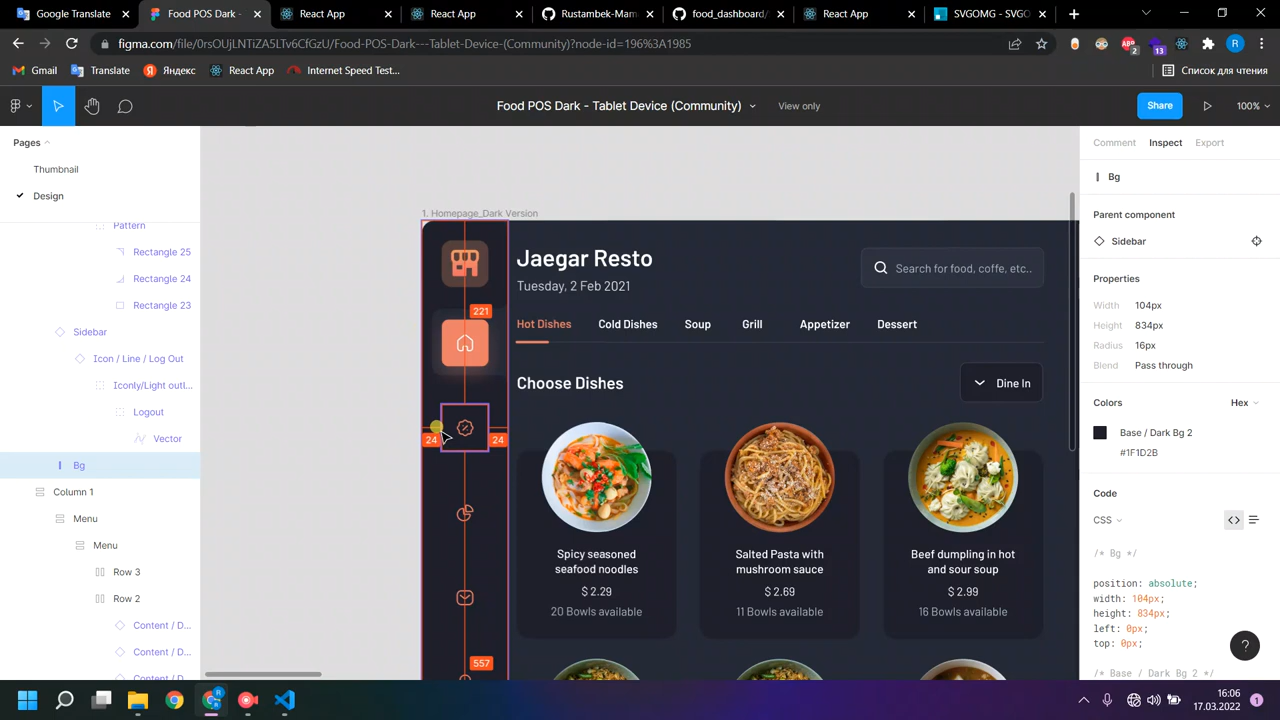 Переводчик
Food POS Dark -
React App
React App
Rustambek-Mam
food_dashboard/
React App
SVGOMG - SVGO
figma.com/file/0rsOUjLNTiZA5LTv6CfGzU/Food-POS-Dark---Tablet-Device-(Community)?node-id=196%3A1985
2
13
R
Gmail
Translate
Яндекс
React App
Internet Speed Test...
Список для чтения
Food POS Dark - Tablet Device (Community)
View only
Share
100%
Pages
Thumbnail
Design
Pattern
Rectangle 25
Rectangle 24
Rectangle 23
Sidebar
Icon / Line / Log Out
Iconly/Light outl...
Logout
Vector
Bg
Column 1
Menu
Menu
Row 3
Row 2
Content / D...
Content / D...
Content / D...
1. Homepage_Dark Version
221
24
24
557
Jaegar Resto
Tuesday, 2 Feb 2021
Search for food, coffe, etc..
Hot Dishes
Cold Dishes
Soup
Grill
Appetizer
Dessert
Choose Dishes
Dine In
Spicy seasoned
seafood noodles
$ 2.29
20 Bowls available
Salted Pasta with
mushroom sauce
$ 2.69
11 Bowls available
Beef dumpling in hot
and sour soup
$ 2.99
16 Bowls available
Comment
Inspect
Export
Bg
Parent component
Sidebar
Properties
Width 104px
Height 834px
Radius 16px
Blend Pass through
Colors
Hex
Base / Dark Bg 2
#1F1D2B
Code
CSS
/* Bg */
position: absolute;
width: 104px;
height: 834px;
left: 0px;
top: 0px;
/* Base / Dark Bg 2 */
?
16:06
17.03.2022
1